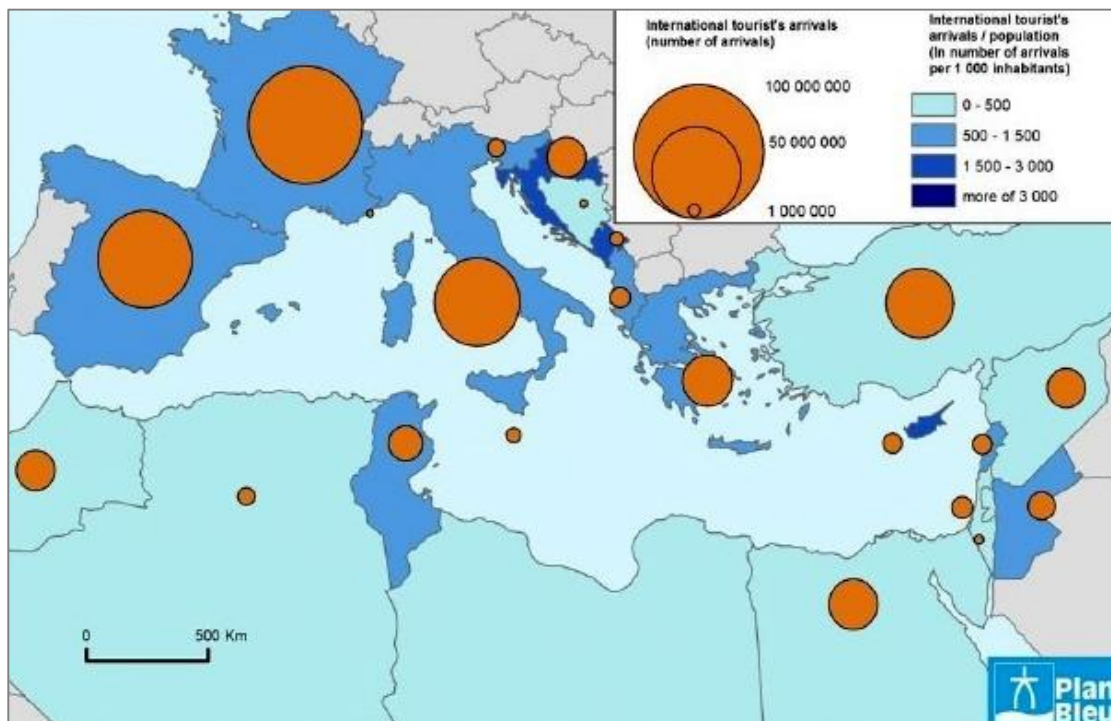 International tourist's arrivals
(number of arrivals)
100 000 000
50 000 000
1 000 000
International tourist's
arrivals / population
(In number of arrivals
per 1 000 inhabitants)
0 - 500
500 - 1 500
1 500 - 3 000
more of 3 000
0 500 Km
Plan
Bleu